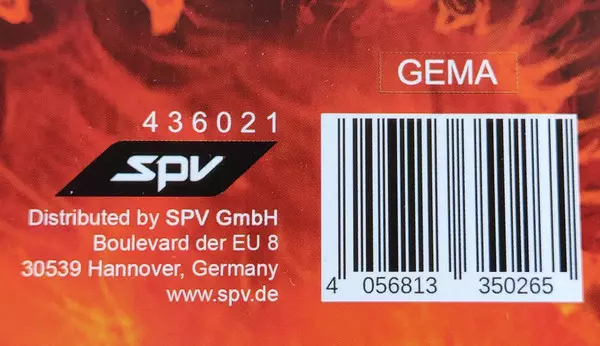 GEMA
436021
spv
Distributed by SPV GmbH
Boulevard der EU 8
30539 Hannover, Germany
www.spv.de
4 056813 350265